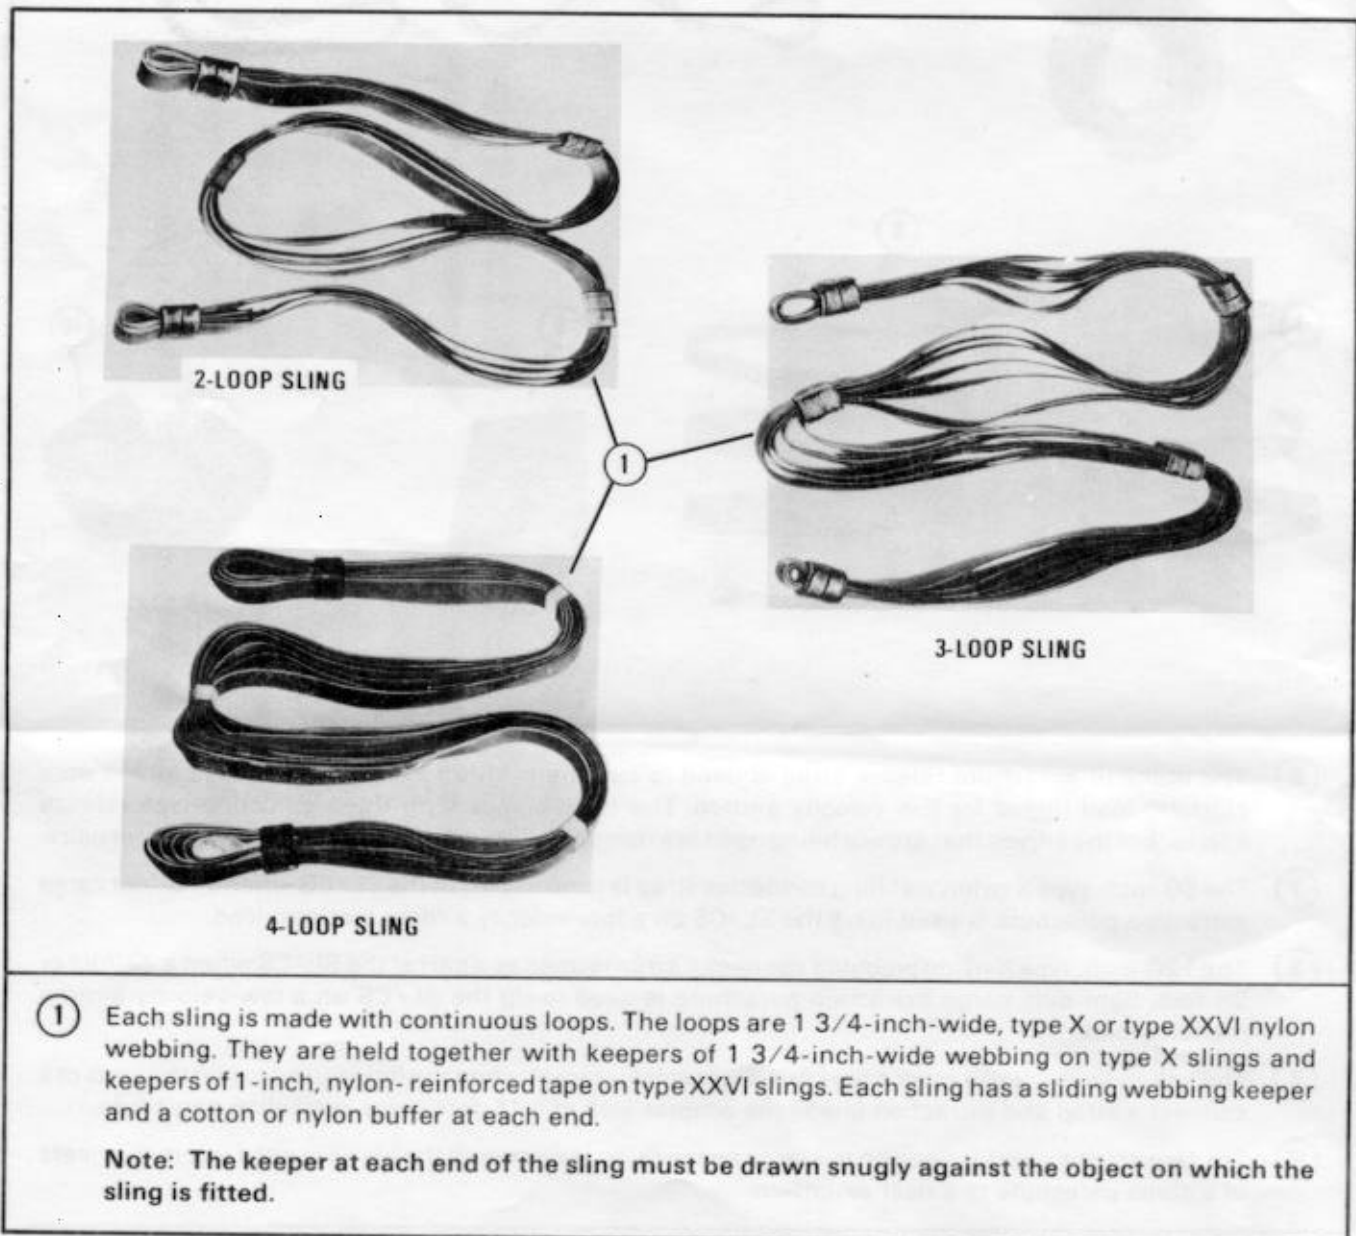 2-LOOP SLING
1
3-LOOP SLING
4-LOOP SLING
1 Each sling is made with continuous loops. The loops are 1 3/4-inch-wide, type X or type XXVI nylon
webbing. They are held together with keepers of 1 3/4-inch-wide webbing on type X slings and
keepers of 1-inch, nylon- reinforced tape on type XXVI slings. Each sling has a sliding webbing keeper
and a cotton or nylon buffer at each end.
Note: The keeper at each end of the sling must be drawn snugly against the object on which the
sling is fitted.